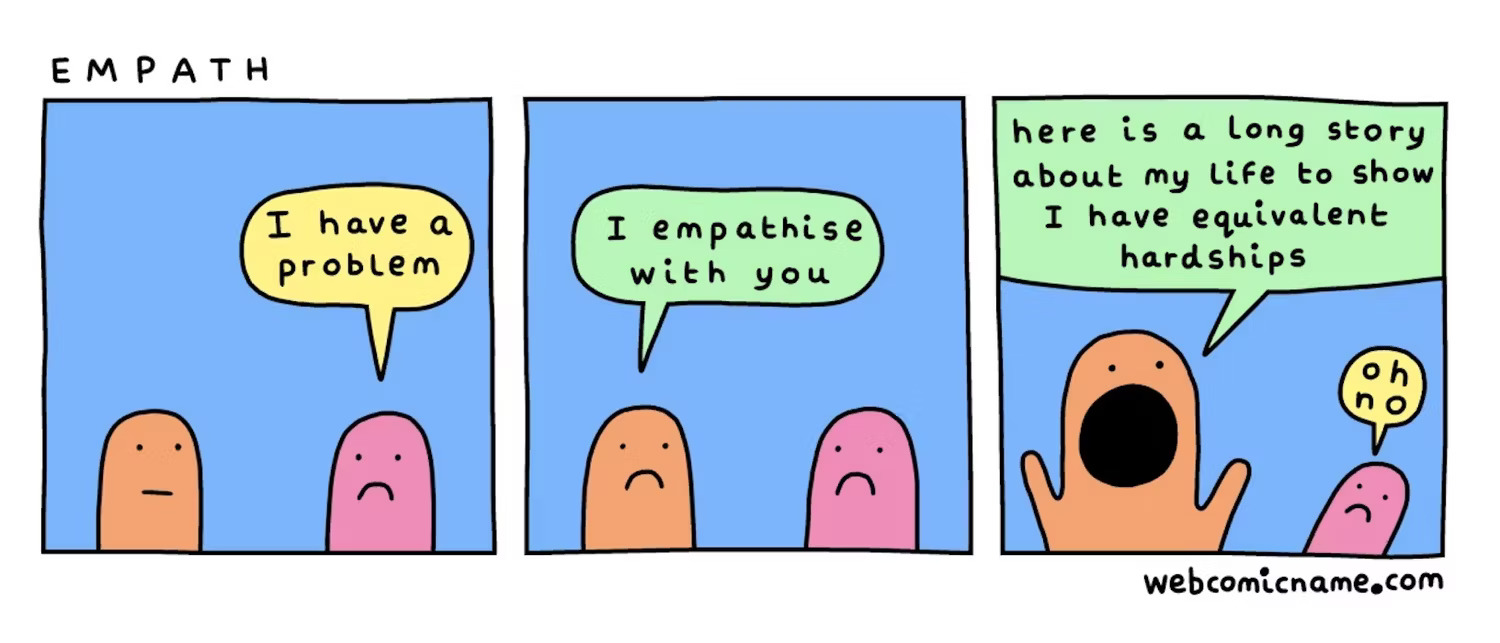 EMPATH
I have a
problem
I empathise
with you
here is a long story
about my life to show
I have equivalent
hardships
oh
no
webcomicname.com